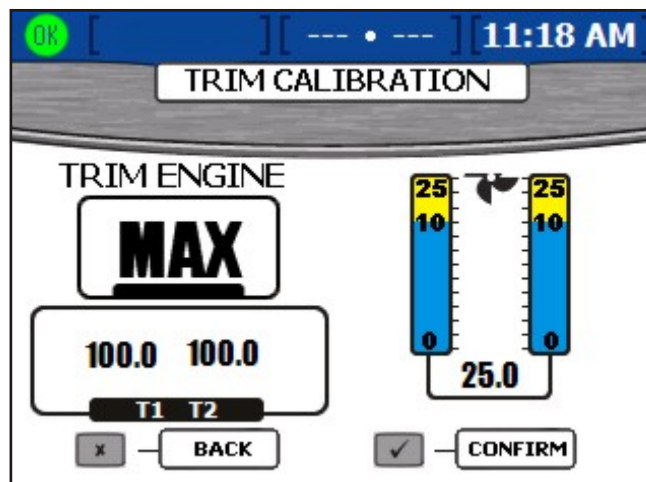 OK [ ] [ --- • --- ] [ 11:18 AM
TRIM CALIBRATION
TRIM ENGINE
MAX
100.0 100.0
T1 T2
25 25
10 10
0 0
25.0
x BACK
✓ CONFIRM